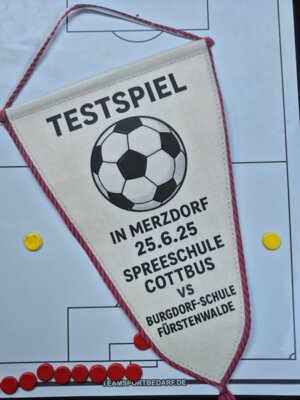 TESTSPIEL
IN MERZDORF
25.6.25
SPREESCHULE
COTTBUS
VS
BURGDORF-SCHULE
FÜRSTENWALDE
TEAMSPORTBEDARF.DE